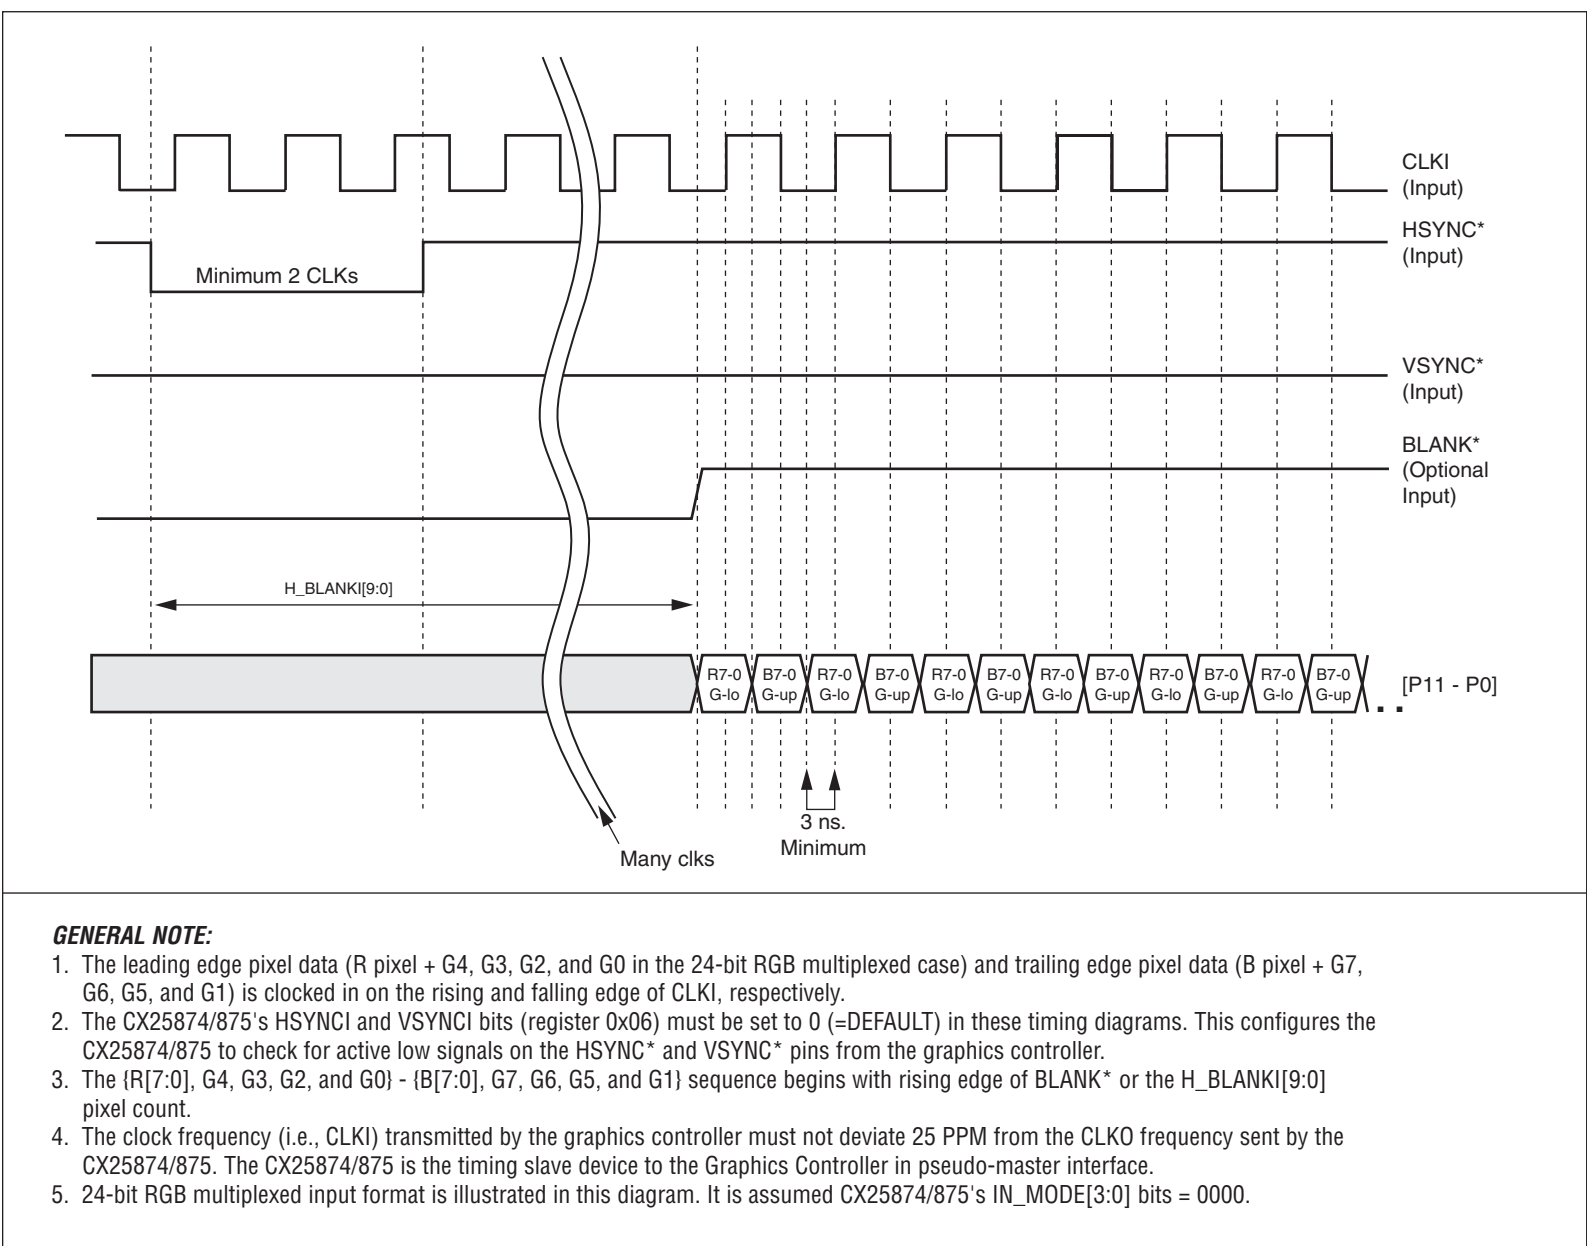 CLKI
(Input)
HSYNC*
(Input)
Minimum 2 CLKs
VSYNC*
(Input)
BLANK*
(Optional
Input)
H_BLANKI[9:0]
R7-0 B7-0 R7-0 B7-0 R7-0 B7-0 R7-0 B7-0 R7-0 B7-0 R7-0 B7-0
G-lo G-up G-lo G-up G-lo G-up G-lo G-up G-lo G-up G-lo G-up
. .
[P11 - P0]
3 ns.
Minimum
Many clks
GENERAL NOTE:
1. The leading edge pixel data (R pixel + G4, G3, G2, and G0 in the 24-bit RGB multiplexed case) and trailing edge pixel data (B pixel + G7,
G6, G5, and G1) is clocked in on the rising and falling edge of CLKI, respectively.
2. The CX25874/875's HSYNCI and VSYNCI bits (register 0x06) must be set to 0 (=DEFAULT) in these timing diagrams. This configures the
CX25874/875 to check for active low signals on the HSYNC* and VSYNC* pins from the graphics controller.
3. The {R[7:0], G4, G3, G2, and G0} - {B[7:0], G7, G6, G5, and G1} sequence begins with rising edge of BLANK* or the H_BLANKI[9:0]
pixel count.
4. The clock frequency (i.e., CLKI) transmitted by the graphics controller must not deviate 25 PPM from the CLKO frequency sent by the
CX25874/875. The CX25874/875 is the timing slave device to the Graphics Controller in pseudo-master interface.
5. 24-bit RGB multiplexed input format is illustrated in this diagram. It is assumed CX25874/875's IN_MODE[3:0] bits = 0000.